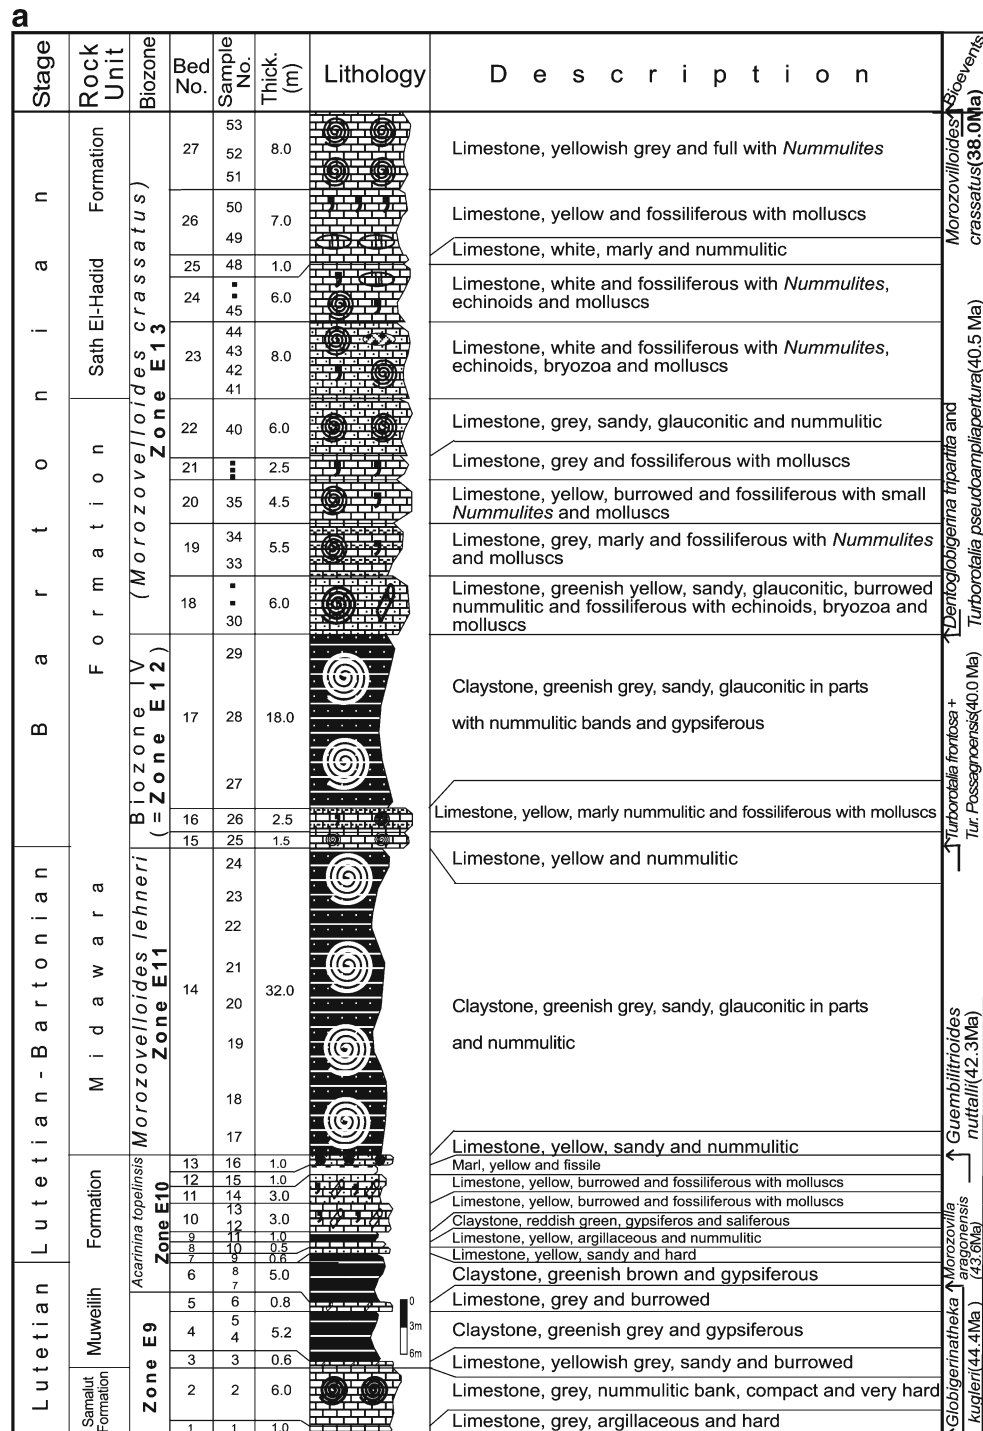 a
Stage
Rock Unit
Biozone
Bed No.
Sample No.
Thick. (m)
Lithology
Description
Bioevents
Bartonian
Lutetian-Bartonian
Lutetian
Sath El-Hadid Formation
Midawara Formation
Muweilih Formation
Samalut Formation
(Morozovelloides crassatus)
Zone E13
Biozone IV
(=Zone E12)
Morozovelloides lehneri
Zone E11
Acarinina topelinsis
Zone E10
Zone E9
27 53 52 51 8.0 Limestone, yellowish grey and full with Nummulites
26 50 49 7.0 Limestone, yellow and fossiliferous with molluscs
25 48 1.0 Limestone, white, marly and nummulitic
24 45 6.0 Limestone, white and fossiliferous with Nummulites,
echinoids and molluscs
23 44 43 42 41 8.0 Limestone, white and fossiliferous with Nummulites,
echinoids, bryozoa and molluscs
22 40 6.0 Limestone, grey, sandy, glauconitic and nummulitic
21 2.5 Limestone, grey and fossiliferous with molluscs
20 35 4.5 Limestone, yellow, burrowed and fossiliferous with small
Nummulites and molluscs
19 34 33 5.5 Limestone, grey, marly and fossiliferous with Nummulites
and molluscs
18 30 6.0 Limestone, greenish yellow, sandy, glauconitic, burrowed
nummulitic and fossiliferous with echinoids, bryozoa and
molluscs
17 29 28 27 18.0 Claystone, greenish grey, sandy, glauconitic in parts
with nummulitic bands and gypsiferous
16 26 2.5 Limestone, yellow, marly nummulitic and fossiliferous with molluscs
15 25 1.5 Limestone, yellow and nummulitic
14 24 23 22 21 20 19 18 17 32.0 Claystone, greenish grey, sandy, glauconitic in parts
and nummulitic
13 16 1.0 Limestone, yellow, sandy and nummulitic
12 15 1.0 Marl, yellow and fissile
11 14 3.0 Limestone, yellow, burrowed and fossiliferous with molluscs
10 13 12 3.0 Limestone, yellow, burrowed and fossiliferous with molluscs
9 11 1.0 Claystone, reddish green, gypsiferos and saliferous
8 10 0.5 Limestone, yellow, argillaceous and nummulitic
7 9 0.6 Limestone, yellow, sandy and hard
6 8 7 5.0 Claystone, greenish brown and gypsiferous
5 6 0.8 Limestone, grey and burrowed
4 5 4 5.2 Claystone, greenish grey and gypsiferous
3 3 0.6 Limestone, yellowish grey, sandy and burrowed
2 2 6.0 Limestone, grey, nummulitic bank, compact and very hard
1 1 1.0 Limestone, grey, argillaceous and hard
0
3m
6m
Morozovilloides
crassatus(38.0Ma)
Dentoglobigerina tripartita and
Turborotalia pseudoampliapertura(40.5 Ma)
Turborotalia frontosa +
Tur. Possagnoensis(40.0 Ma)
Guembilitrioides
nuttalli(42.3Ma)
Morozovilla
aragonensis
(43.6Ma)
Globigerinatheka
kugleri(44.4Ma )